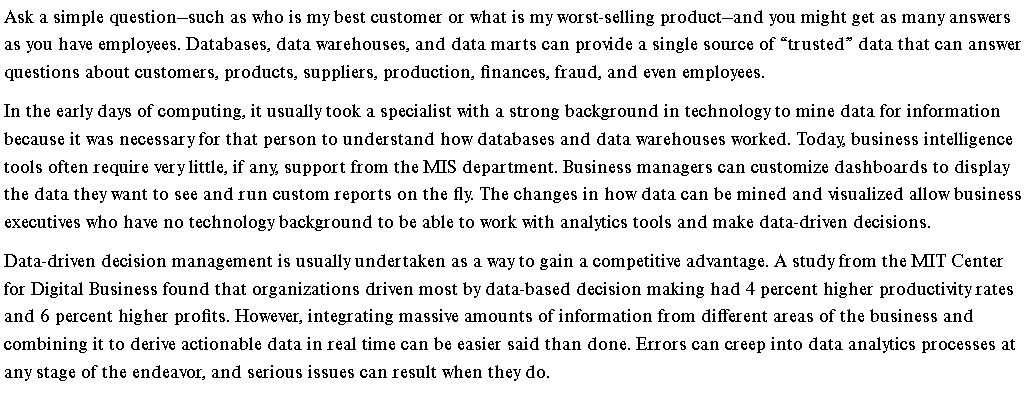 Ask a simple question—such as who is my best customer or what is my worst-selling product—and you might get as many answers
as you have employees. Databases, data warehouses, and data marts can provide a single source of “trusted” data that can answer
questions about customers, products, suppliers, production, finances, fraud, and even employees.
In the early days of computing, it usually took a specialist with a strong background in technology to mine data for information
because it was necessary for that person to understand how databases and data warehouses worked. Today, business intelligence
tools often require very little, if any, support from the MIS department. Business managers can customize dashboards to display
the data they want to see and run custom reports on the fly. The changes in how data can be mined and visualized allow business
executives who have no technology background to be able to work with analytics tools and make data-driven decisions.
Data-driven decision management is usually undertaken as a way to gain a competitive advantage. A study from the MIT Center
for Digital Business found that organizations driven most by data-based decision making had 4 percent higher productivity rates
and 6 percent higher profits. However, integrating massive amounts of information from different areas of the business and
combining it to derive actionable data in real time can be easier said than done. Errors can creep into data analytics processes at
any stage of the endeavor, and serious issues can result when they do.